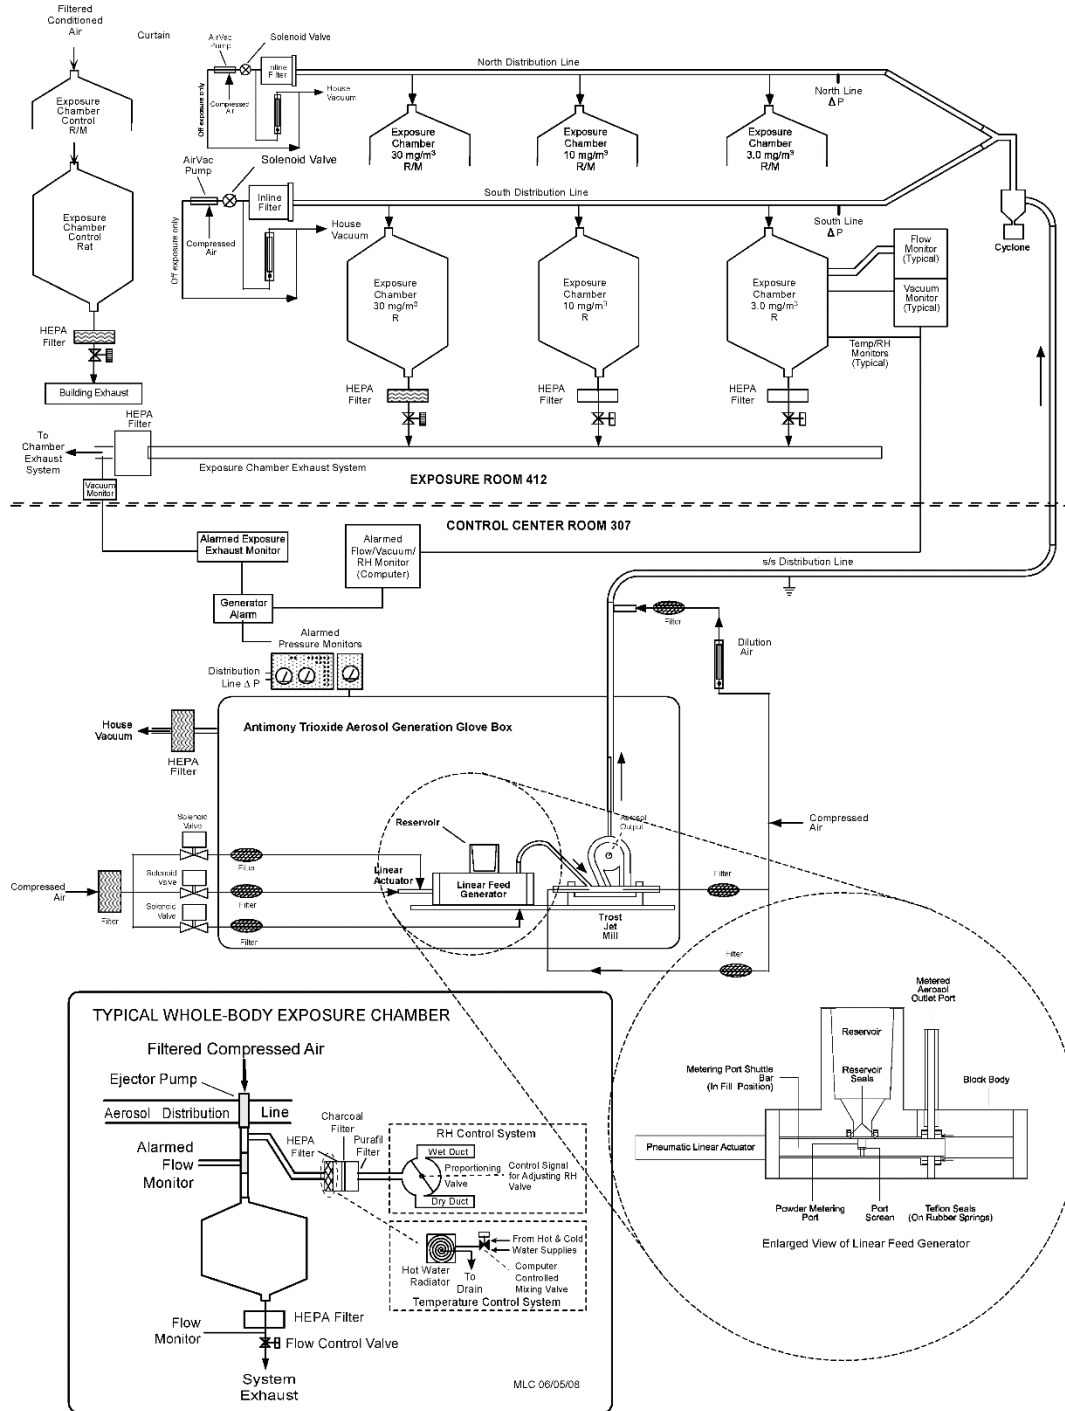 Filtered
Conditioned
Air
Curtain
AirVac
Pump
Solenoid Valve
Inline
Filter
Compressed
Air
House
Vacuum
Off exposure only
North Distribution Line
North Line
Δ P
Exposure
Chamber
Control
R/M
Exposure
Chamber
30 mg/m³
R/M
Exposure
Chamber
10 mg/m³
R/M
Exposure
Chamber
3.0 mg/m³
R/M
AirVac
Pump
Solenoid Valve
Inline
Filter
Compressed
Air
House
Vacuum
Off exposure only
South Distribution Line
South Line
Δ P
Cyclone
Exposure
Chamber
Control
Rat
Exposure
Chamber
30 mg/m³
R
Exposure
Chamber
10 mg/m³
R
Exposure
Chamber
3.0 mg/m³
R
Flow
Monitor
(Typical)
Vacuum
Monitor
(Typical)
Temp/RH
Monitors
(Typical)
HEPA
Filter
Building Exhaust
HEPA
Filter
HEPA
Filter
HEPA
Filter
HEPA
Filter
To
Chamber
Exhaust
System
Exposure Chamber Exhaust System
Vacuum
Monitor
EXPOSURE ROOM 412
CONTROL CENTER ROOM 307
Alarmed Exposure
Exhaust Monitor
Alarmed
Flow/Vacuum/
RH Monitor
(Computer)
s/s Distribution Line
Generator
Alarm
Filter
Dilution
Air
Alarmed
Pressure Monitors
Distribution
Line Δ P
House
Vacuum
HEPA
Filter
Antimony Trioxide Aerosol Generation Glove Box
Solenoid
Valve
Filter
Solenoid
Valve
Filter
Solenoid
Valve
Filter
Compressed
Air
Filter
Reservoir
Linear
Actuator
Linear Feed
Generator
Aerosol
Output
Trost
Jet
Mill
Compressed
Air
Filter
Filter
TYPICAL WHOLE-BODY EXPOSURE CHAMBER
Filtered Compressed Air
Ejector Pump
Aerosol Distribution Line
Alarmed
Flow
Monitor
HEPA
Filter
Charcoal
Filter
Purafil
Filter
RH Control System
Wet Duct
Proportioning
Valve
Dry Duct
Control Signal
for Adjusting RH
Valve
Hot Water
Radiator
To
Drain
From Hot & Cold
Water Supplies
Computer
Controlled
Mixing Valve
Temperature Control System
HEPA Filter
Flow
Monitor
Flow Control Valve
System
Exhaust
MLC 06/05/08
Metered
Aerosol
Outlet Port
Reservoir
Reservoir
Seals
Metering Port Shuttle
Bar
(In Fill Position)
Block Body
Pneumatic Linear Actuator
Powder Metering
Port
Port
Screen
Teflon Seals
(On Rubber Springs)
Enlarged View of Linear Feed Generator